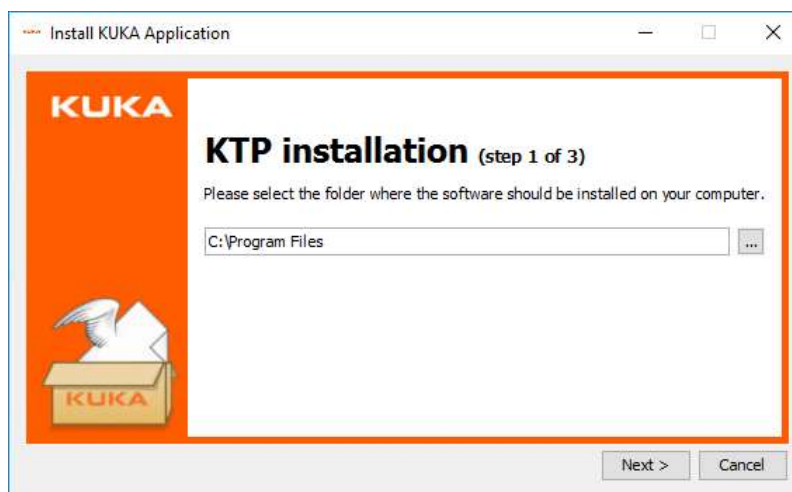 Install KUKA Application
KUKA
KTP installation (step 1 of 3)
Please select the folder where the software should be installed on your computer.
C:\Program Files
...
KUKA
Next >
Cancel